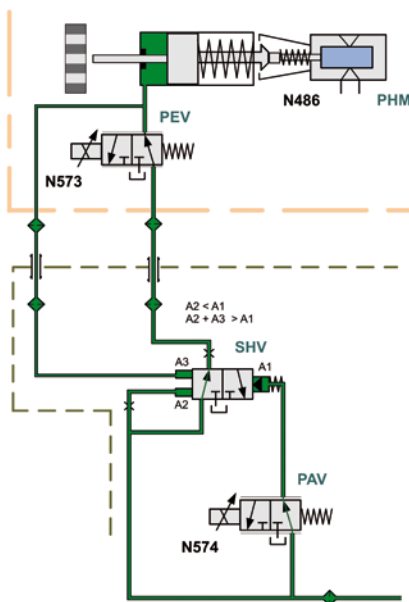 N486
PHM
PEV
N573
A2 < A1
A2 + A3 > A1
SHV
A3
A1
A2
PAV
N574